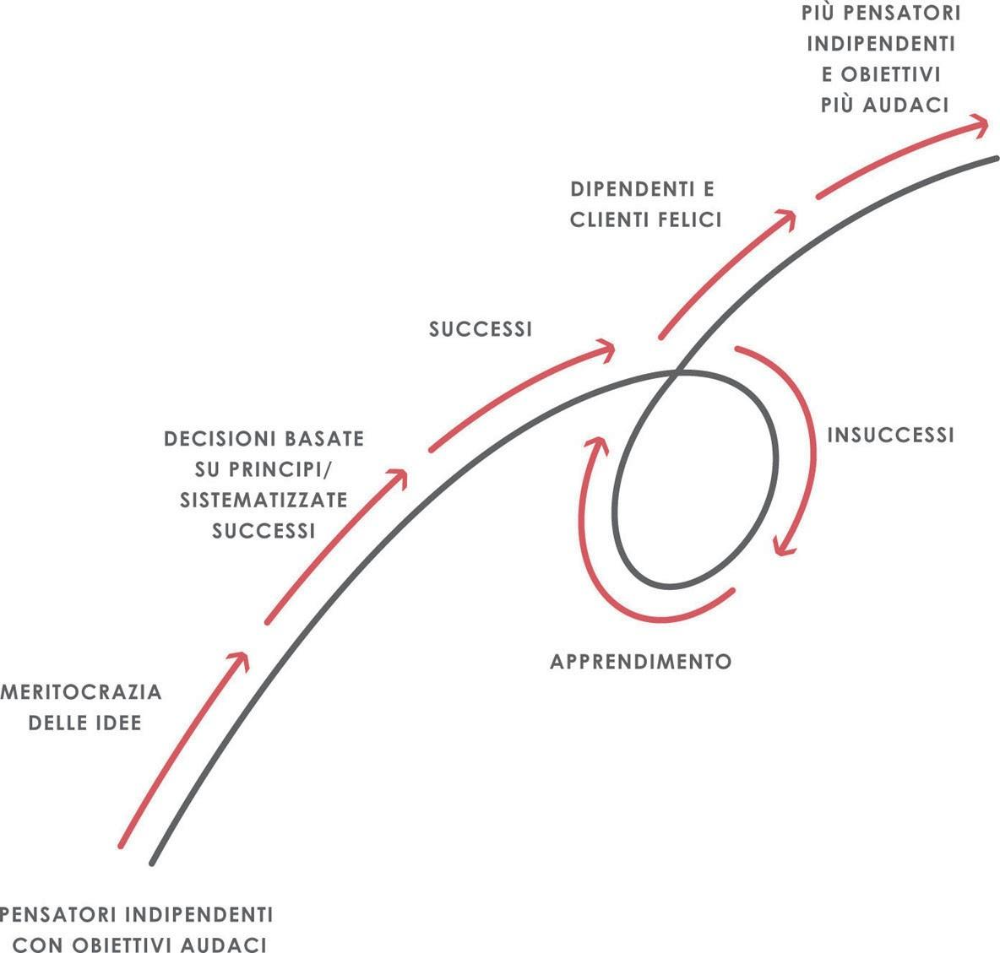 PIÙ PENSATORI
INDIPENDENTI
E OBIETTIVI
PIÙ AUDACI
DIPENDENTI E
CLIENTI FELICI
SUCCESSI
INSUCCESSI
DECISIONI BASATE
SU PRINCIPI/
SISTEMATIZZATE
SUCCESSI
APPRENDIMENTO
MERITOCRAZIA
DELLE IDEE
PENSATORI INDIPENDENTI
CON OBIETTIVI AUDACI